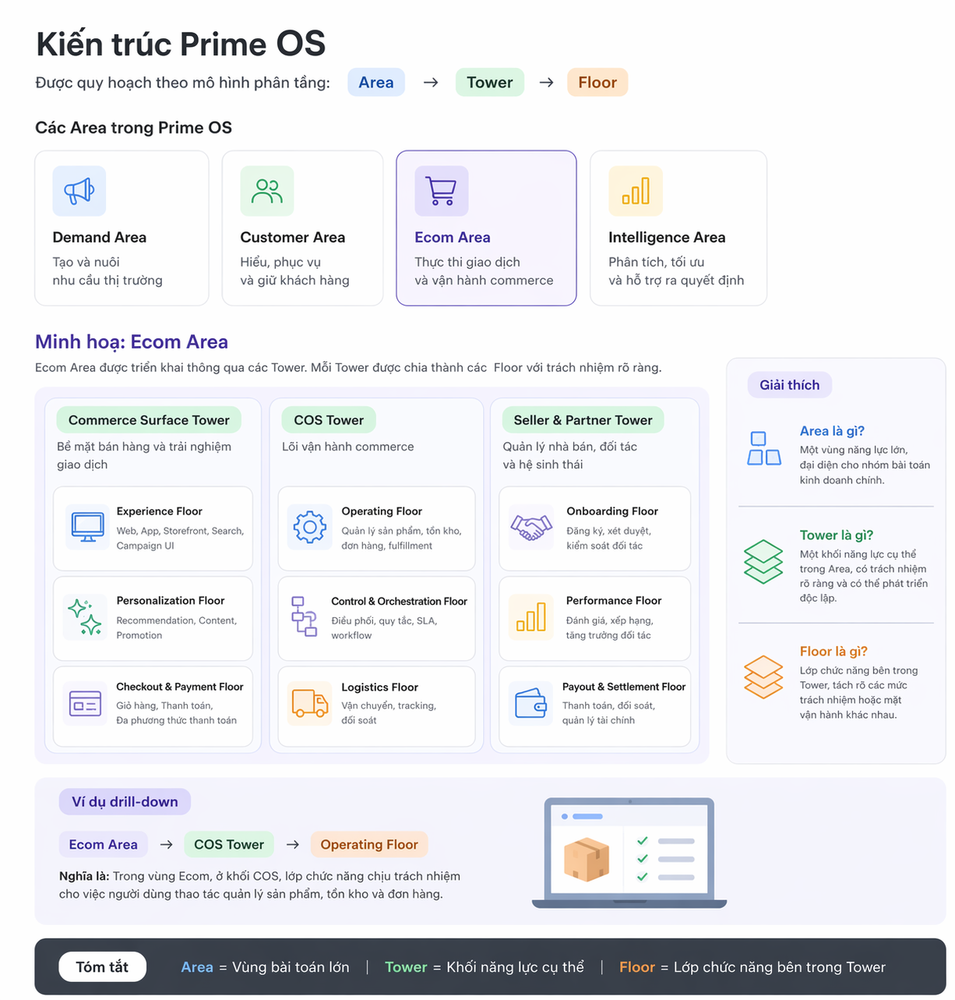 Kiến trúc Prime OS
Được quy hoạch theo mô hình phân tầng: Area → Tower → Floor
Các Area trong Prime OS
Demand Area
Tạo và nuôi
nhu cầu thị trường
Customer Area
Hiểu, phục vụ
và giữ khách hàng
Ecom Area
Thực thi giao dịch
và vận hành commerce
Intelligence Area
Phân tích, tối ưu
và hỗ trợ ra quyết định
Minh hoạ: Ecom Area
Ecom Area được triển khai thông qua các Tower. Mỗi Tower được chia thành các Floor với trách nhiệm rõ ràng.
Commerce Surface Tower
Bề mặt bán hàng và trải nghiệm
giao dịch
Experience Floor
Web, App, Storefront, Search,
Campaign UI
Personalization Floor
Recommendation, Content,
Promotion
Checkout & Payment Floor
Giỏ hàng, Thanh toán,
Đa phương thức thanh toán
COS Tower
Lõi vận hành commerce
Operating Floor
Quản lý sản phẩm, tồn kho,
đơn hàng, fulfillment
Control & Orchestration Floor
Điều phối, quy tắc, SLA,
workflow
Logistics Floor
Vận chuyển, tracking,
đối soát
Seller & Partner Tower
Quản lý nhà bán, đối tác
và hệ sinh thái
Onboarding Floor
Đăng ký, xét duyệt,
kiểm soát đối tác
Performance Floor
Đánh giá, xếp hạng,
tăng trưởng đối tác
Payout & Settlement Floor
Thanh toán, đối soát,
quản lý tài chính
Giải thích
Area là gì?
Một vùng năng lực lớn,
đại diện cho nhóm bài toán
kinh doanh chính.
Tower là gì?
Một khối năng lực cụ thể
trong Area, có trách nhiệm
rõ ràng và có thể phát triển
độc lập.
Floor là gì?
Lớp chức năng bên trong
Tower, tách rõ các mức
trách nhiệm hoặc mặt
vận hành khác nhau.
Ví dụ drill-down
Ecom Area → COS Tower → Operating Floor
Nghĩa là: Trong vùng Ecom, ở khối COS, lớp chức năng chịu trách nhiệm
cho việc người dùng thao tác quản lý sản phẩm, tồn kho và đơn hàng.
Tóm tắt
Area = Vùng bài toán lớn | Tower = Khối năng lực cụ thể | Floor = Lớp chức năng bên trong Tower